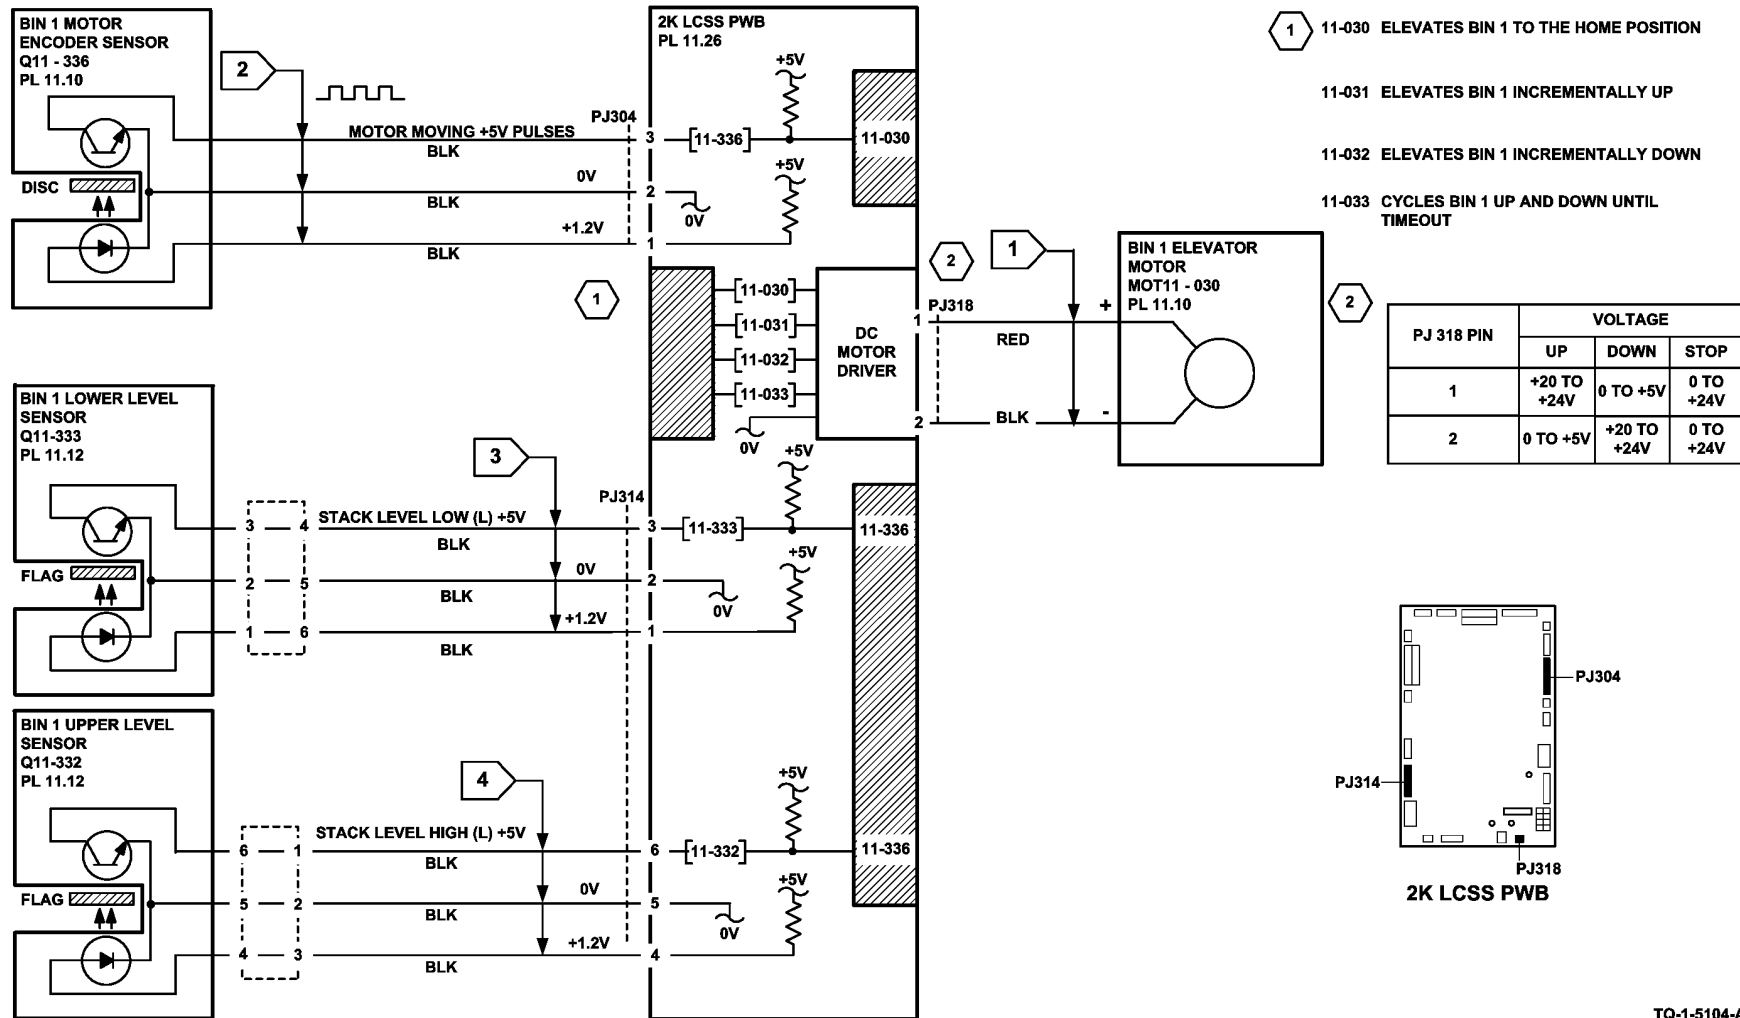 BIN 1 MOTOR
ENCODER SENSOR
Q11 - 336
PL 11.10
2
DISC
MOTOR MOVING +5V PULSES
BLK
0V
BLK
+1.2V
BLK
PJ304
3
2
1
2K LCSS PWB
PL 11.26
+5V
[11-336]
11-030
+5V
0V
1
[11-030]
[11-031]
[11-032]
[11-033]
0V
DC
MOTOR
DRIVER
2
PJ318
1
2
1
RED
BLK
+
-
BIN 1 ELEVATOR
MOTOR
MOT11 - 030
PL 11.10
1
11-030 ELEVATES BIN 1 TO THE HOME POSITION
11-031 ELEVATES BIN 1 INCREMENTALLY UP
11-032 ELEVATES BIN 1 INCREMENTALLY DOWN
11-033 CYCLES BIN 1 UP AND DOWN UNTIL
TIMEOUT
2
PJ 318 PIN
VOLTAGE
UP DOWN STOP
1 +20 TO +24V 0 TO +5V 0 TO +24V
2 0 TO +5V +20 TO +24V 0 TO +24V
BIN 1 LOWER LEVEL
SENSOR
Q11-333
PL 11.12
FLAG
3 4
2 5
1 6
3
STACK LEVEL LOW (L) +5V
BLK
0V
BLK
+1.2V
BLK
PJ314
3
2
1
[11-333]
+5V
11-336
+5V
0V
BIN 1 UPPER LEVEL
SENSOR
Q11-332
PL 11.12
FLAG
6 1
5 2
4 3
4
STACK LEVEL HIGH (L) +5V
BLK
0V
BLK
+1.2V
BLK
6
5
4
[11-332]
+5V
11-336
+5V
0V
PJ304
PJ314
PJ318
2K LCSS PWB
TQ-1-5104-A